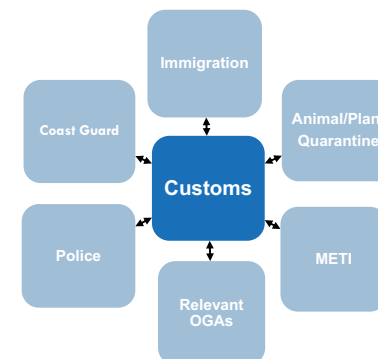 Immigration
Coast Guard
Animal/Plan
Quarantine
Customs
Police
METI
Relevant
OGAs